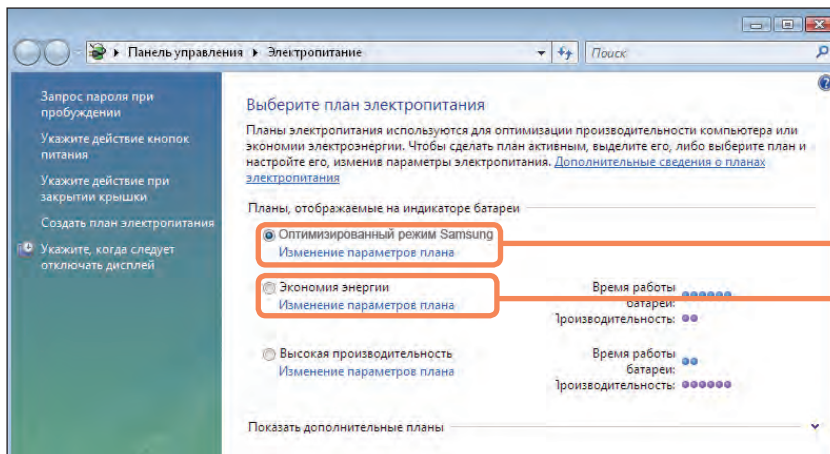 Панель управления ▸ Электропитание
Поиск
Запрос пароля при
пробуждении
Укажите действие кнопок
питания
Укажите действие при
закрытии крышки
Создать план электропитания
Укажите, когда следует
отключать дисплей
Выберите план электропитания
Планы электропитания используются для оптимизации производительности компьютера или
экономии электроэнергии. Чтобы сделать план активным, выделите его, либо выберите план и
настройте его, изменив параметры электропитания. Дополнительные сведения о планах
электропитания
Планы, отображаемые на индикаторе батареи
Оптимизированный режим Samsung
Изменение параметров плана
Экономия энергии
Изменение параметров плана
Время работы
батареи:
Производительность:
Высокая производительность
Изменение параметров плана
Время работы
батареи:
Производительность:
Показать дополнительные планы